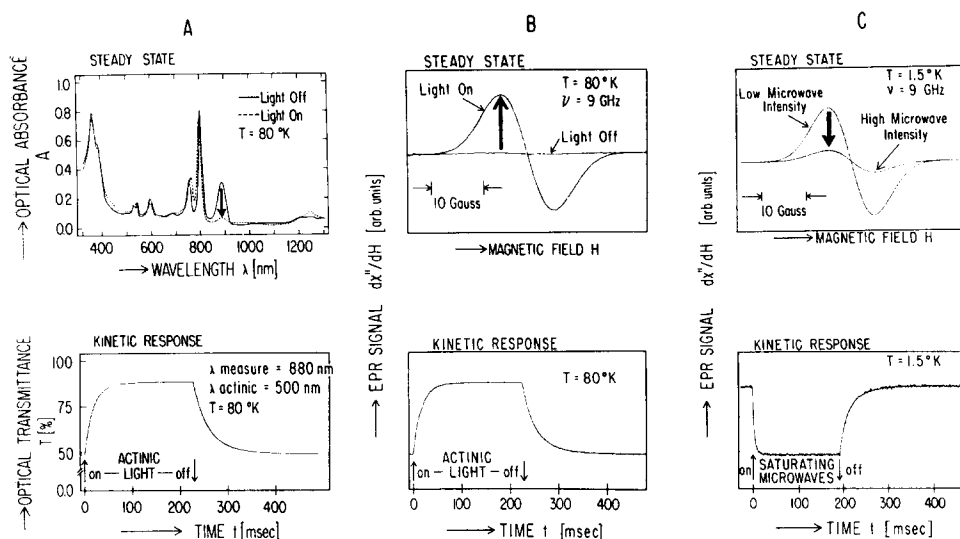 A
STEADY STATE
→ OPTICAL ABSORBANCE
A
1.0
0.8
0.6
0.4
0.2
0.0
Light Off
Light On
T = 80 °K
400 600 800 1000 1200
→ WAVELENGTH λ [nm]
KINETIC RESPONSE
→ OPTICAL TRANSMITTANCE
T [%]
100
75
50
0.0
λ measure = 880 nm
λ actinic = 500 nm
T = 80 °K
ACTINIC
on — LIGHT — off
0 200 400
→ TIME t [msec]
B
STEADY STATE
→ EPR SIGNAL dχ"/dH [arb. units]
T = 80°K
ν = 9 GHz
Light On
Light Off
10 Gauss
→ MAGNETIC FIELD H
KINETIC RESPONSE
T = 80°K
ACTINIC
on — LIGHT — off
0 200 400
→ TIME t [msec]
C
STEADY STATE
→ EPR SIGNAL dχ"/dH [arb. units]
T = 1.5°K
ν = 9 GHz
Low Microwave
Intensity
High Microwave
Intensity
10 Gauss
→ MAGNETIC FIELD H
KINETIC RESPONSE
T = 1.5°K
on SATURATING off
MICROWAVES
0 100 200 400
→ TIME t [msec]